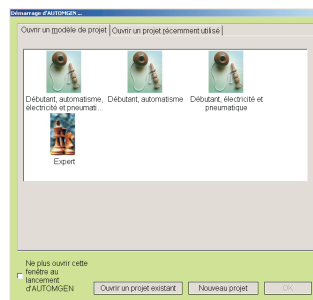 Démarrage d'AUTOMGEN ...
Ouvrir un modèle de projet
Ouvrir un projet récemment utilisé
Débutant, automatisme,
électricité et pneumati...
Débutant, automatisme
Débutant, électricité et
pneumatique
Expert
Ne plus ouvrir cette
fenêtre au
lancement
d'AUTOMGEN
Ouvrir un projet existant
Nouveau projet
OK